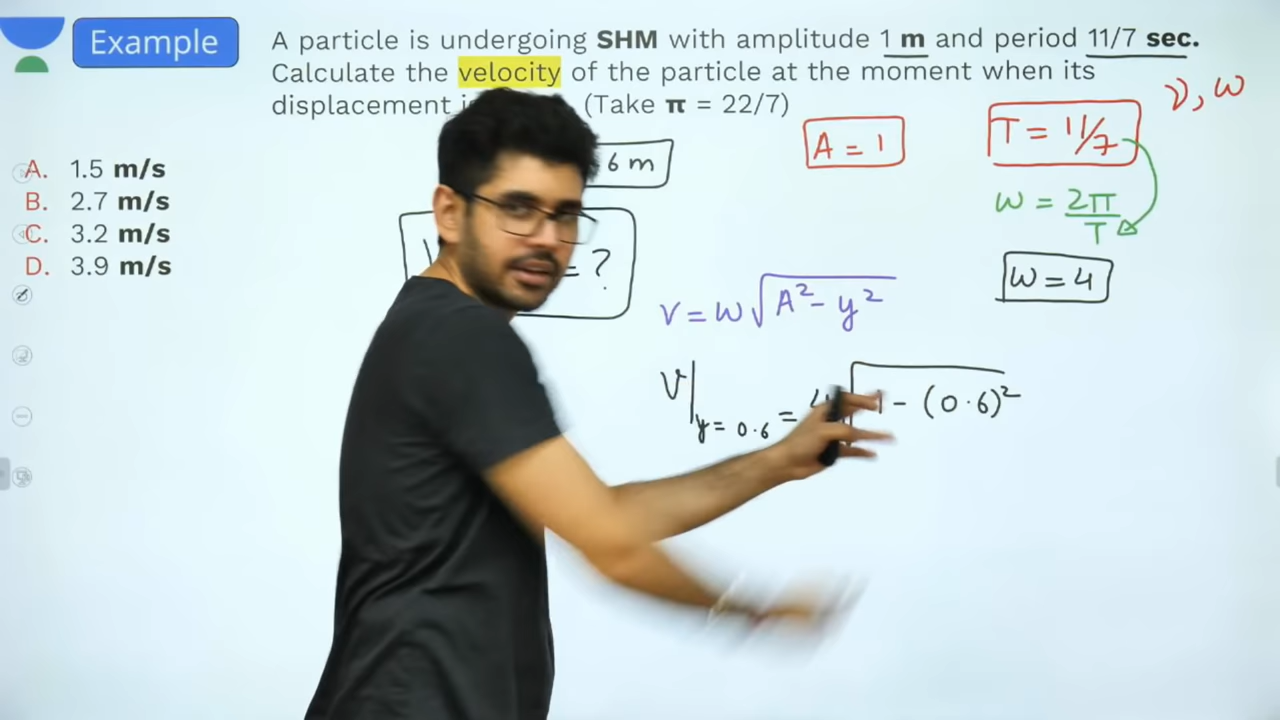 Example
A particle is undergoing SHM with amplitude 1 m and period 11/7 sec.
Calculate the velocity of the particle at the moment when its
displacement (Take π = 22/7)
A. 1.5 m/s
B. 2.7 m/s
C. 3.2 m/s
D. 3.9 m/s
6 m
= ?
A = 1
T = 11/7
ν, ω
ω = 2π/T
ω = 4
v = ω√(A² - y²)
v|y = 0.6 = 4√(1 - (0.6)²)